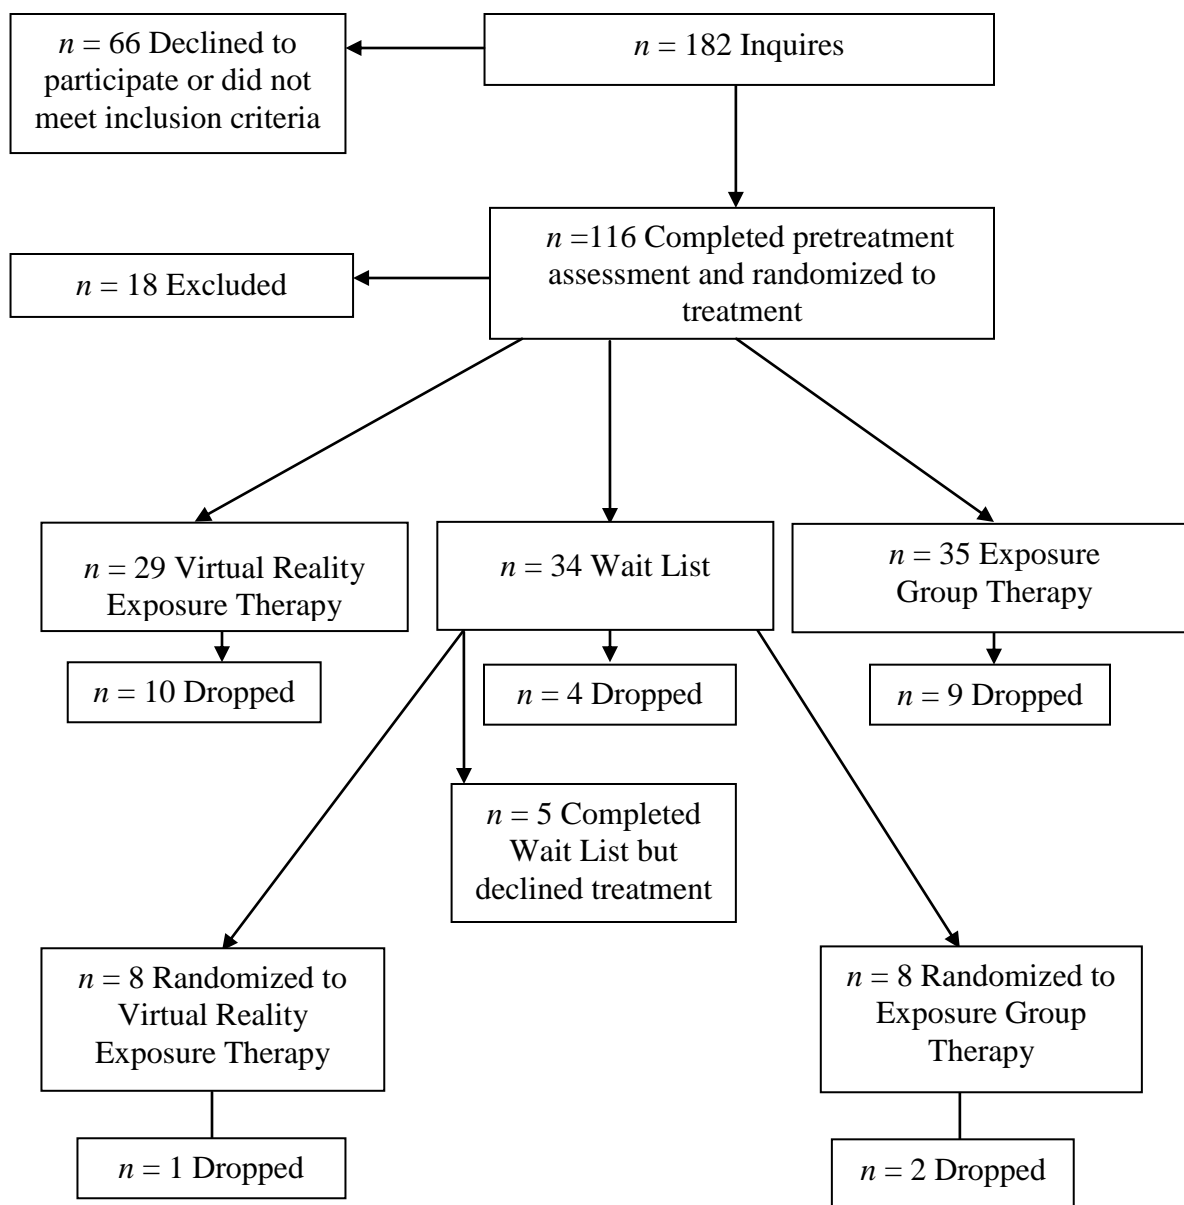 n = 66 Declined to
participate or did not
meet inclusion criteria
n = 182 Inquires
n =116 Completed pretreatment
assessment and randomized to
treatment
n = 18 Excluded
n = 29 Virtual Reality
Exposure Therapy
n = 34 Wait List
n = 35 Exposure
Group Therapy
n = 10 Dropped
n = 4 Dropped
n = 9 Dropped
n = 5 Completed
Wait List but
declined treatment
n = 8 Randomized to
Virtual Reality
Exposure Therapy
n = 8 Randomized to
Exposure Group
Therapy
n = 1 Dropped
n = 2 Dropped